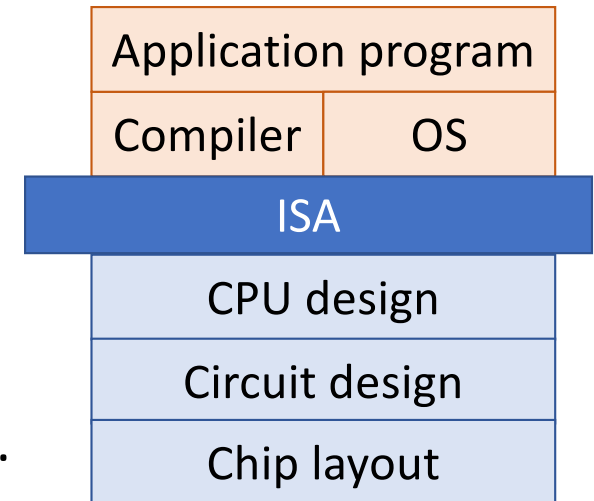 Application program
Compiler OS
ISA
CPU design
Circuit design
. Chip layout